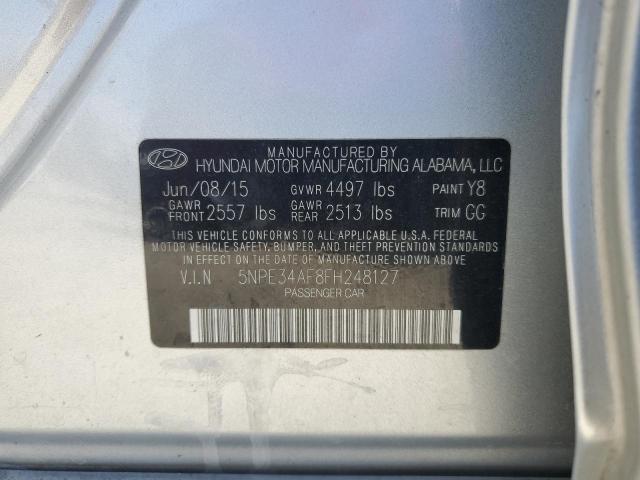 MANUFACTURED BY
HYUNDAI MOTOR MANUFACTURING ALABAMA, LLC
Jun/08/15 GVWR 4497 lbs PAINT Y8
GAWR FRONT 2557 lbs GAWR REAR 2513 lbs TRIM GG
THIS VEHICLE CONFORMS TO ALL APPLICABLE U.S.A. FEDERAL
MOTOR VEHICLE SAFETY, BUMPER, AND THEFT PREVENTION STANDARDS
IN EFFECT ON THE DATE OF MANUFACTURE SHOWN ABOVE.
V.I.N 5NPE34AF8FH248127
PASSENGER CAR